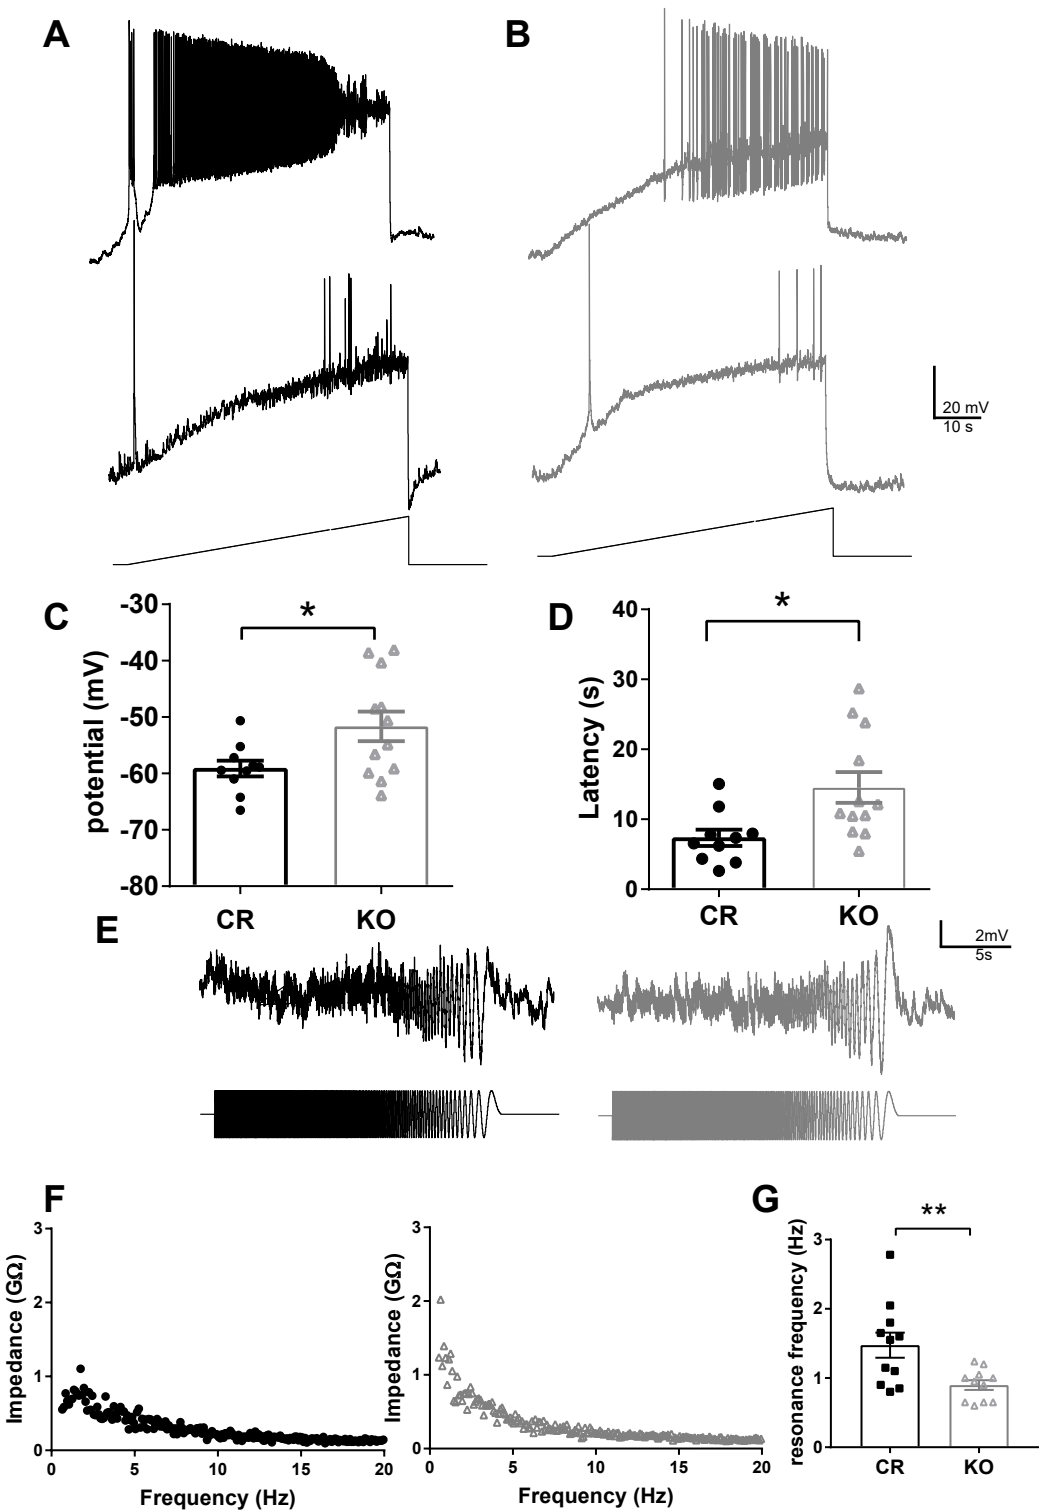 A
B
20 mV
10 s
C
-30
-40
-50
-60
-70
-80
potential (mV)
*
CR
KO
D
40
30
20
10
0
Latency (s)
*
CR
KO
E
2mV
5s
F
3
2
1
0
Impedance (GΩ)
0 5 10 15 20
Frequency (Hz)
3
2
1
0
Impedance (GΩ)
0 5 10 15 20
Frequency (Hz)
G
3
2
1
0
resonance frequency (Hz)
**
CR
KO